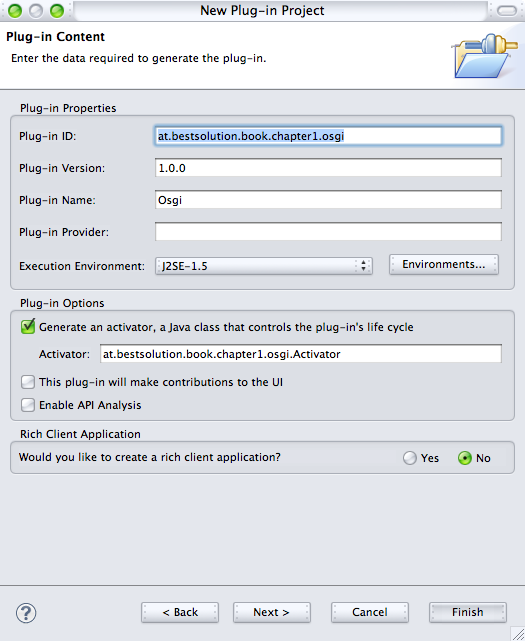 New Plug-in Project
Plug-in Content
Enter the data required to generate the plug-in.
Plug-in Properties
Plug-in ID: at.bestsolution.book.chapter1.osgi
Plug-in Version: 1.0.0
Plug-in Name: Osgi
Plug-in Provider:
Execution Environment: J2SE-1.5 Environments...
Plug-in Options
Generate an activator, a Java class that controls the plug-in's life cycle
Activator: at.bestsolution.book.chapter1.osgi.Activator
This plug-in will make contributions to the UI
Enable API Analysis
Rich Client Application
Would you like to create a rich client application? Yes No
? < Back Next > Cancel Finish